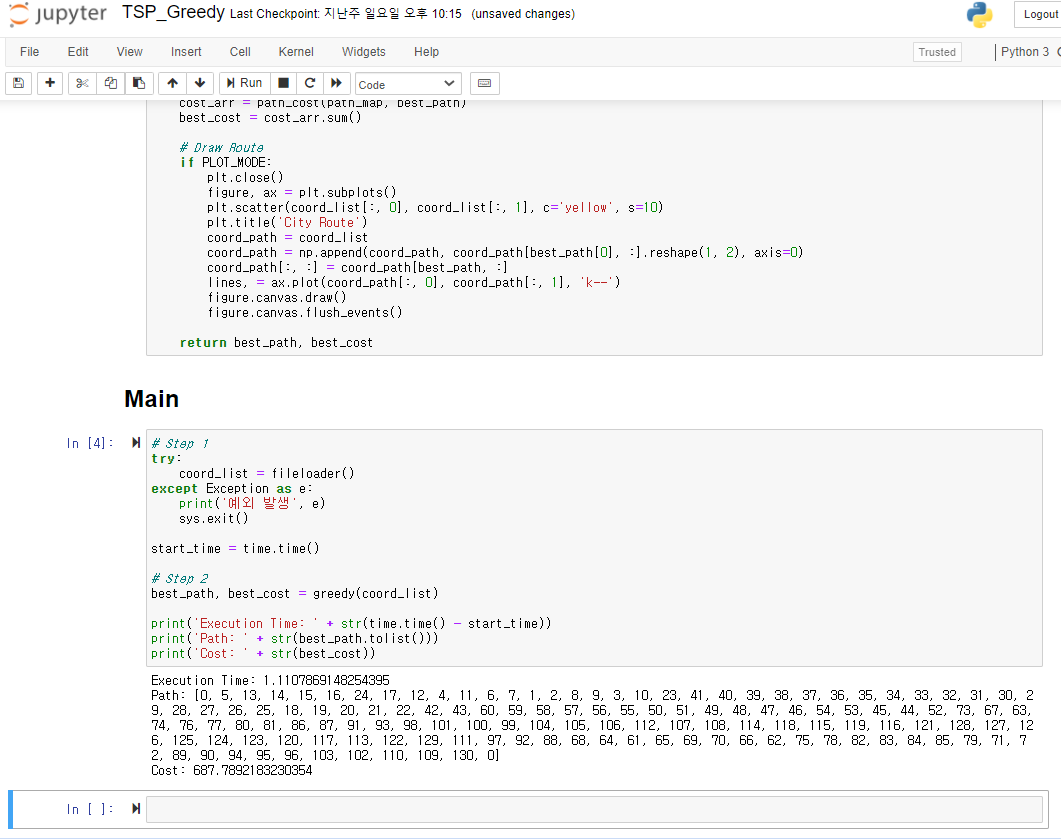 jupyter TSP_Greedy Last Checkpoint: 지난주 일요일 오후 10:15 (unsaved changes) Logout
File Edit View Insert Cell Kernel Widgets Help Trusted Python 3
Run Code
cost_arr = path_cost(path_map, best_path)
best_cost = cost_arr.sum()
# Draw Route
if PLOT_MODE:
plt.close()
figure, ax = plt.subplots()
plt.scatter(coord_list[:, 0], coord_list[:, 1], c='yellow', s=10)
plt.title('City Route')
coord_path = coord_list
coord_path = np.append(coord_path, coord_path[best_path[0], :].reshape(1, 2), axis=0)
coord_path[:, :] = coord_path[best_path, :]
lines, = ax.plot(coord_path[:, 0], coord_path[:, 1], 'k--')
figure.canvas.draw()
figure.canvas.flush_events()
return best_path, best_cost
Main
In [4]:
# Step 1
try:
coord_list = fileloader()
except Exception as e:
print('예외 발생', e)
sys.exit()
start_time = time.time()
# Step 2
best_path, best_cost = greedy(coord_list)
print('Execution Time: ' + str(time.time() - start_time))
print('Path: ' + str(best_path.tolist()))
print('Cost: ' + str(best_cost))
Execution Time: 1.1107869148254395
Path: [0, 5, 13, 14, 15, 16, 24, 17, 12, 4, 11, 6, 7, 1, 2, 8, 9, 3, 10, 23, 41, 40, 39, 38, 37, 36, 35, 34, 33, 32, 31, 30, 2
9, 28, 27, 26, 25, 18, 19, 20, 21, 22, 42, 43, 60, 59, 58, 57, 56, 55, 50, 51, 49, 48, 47, 46, 54, 53, 45, 44, 52, 73, 67, 63,
74, 76, 77, 80, 81, 86, 87, 91, 93, 98, 101, 100, 99, 104, 105, 106, 112, 107, 108, 114, 118, 115, 119, 116, 121, 128, 127, 12
6, 125, 124, 123, 120, 117, 113, 122, 129, 111, 97, 92, 88, 68, 64, 61, 65, 69, 70, 66, 62, 75, 78, 82, 83, 84, 85, 79, 71, 7
2, 89, 90, 94, 95, 96, 103, 102, 110, 109, 130, 0]
Cost: 687.7892183230354
In [ ]: